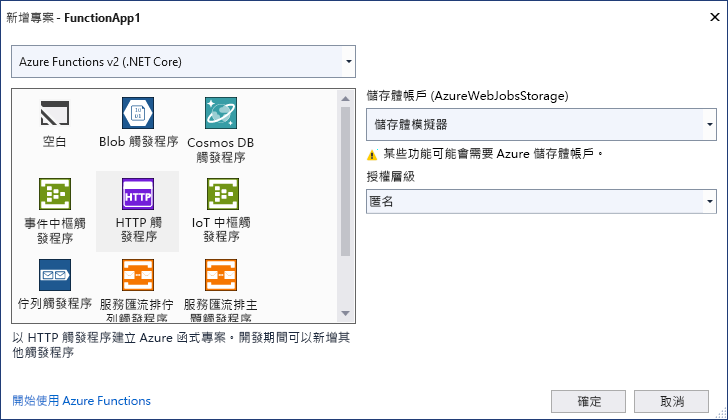 新增專案 - FunctionApp1
Azure Functions v2 (.NET Core)
空白
Blob 觸發程序
Cosmos DB
觸發程序
事件中樞觸
發程序
HTTP 觸
發程序
IoT 中樞觸
發程序
佇列觸發程序
服務匯流排佇
列觸發程序
服務匯流排主
題觸發程序
以 HTTP 觸發程序建立 Azure 函式專案。開發期間可以新增其
他觸發程序
儲存體帳戶 (AzureWebJobsStorage)
儲存體模擬器
某些功能可能會需要 Azure 儲存體帳戶。
授權層級
匿名
開始使用 Azure Functions
確定
取消